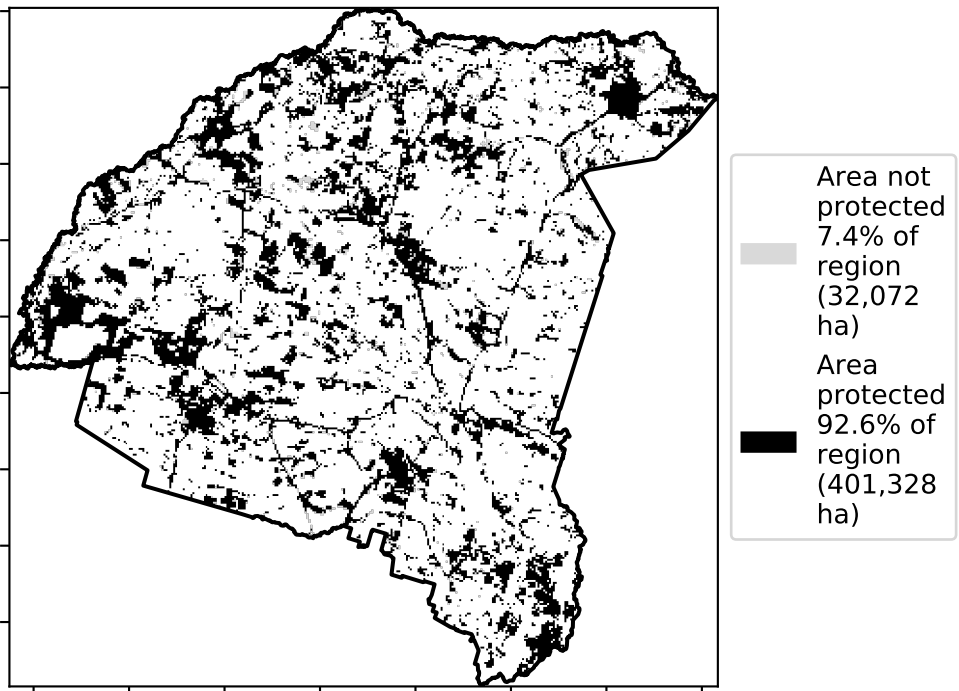 Area not
protected
7.4% of
region
(32,072
ha)
Area
protected
92.6% of
region
(401,328
ha)